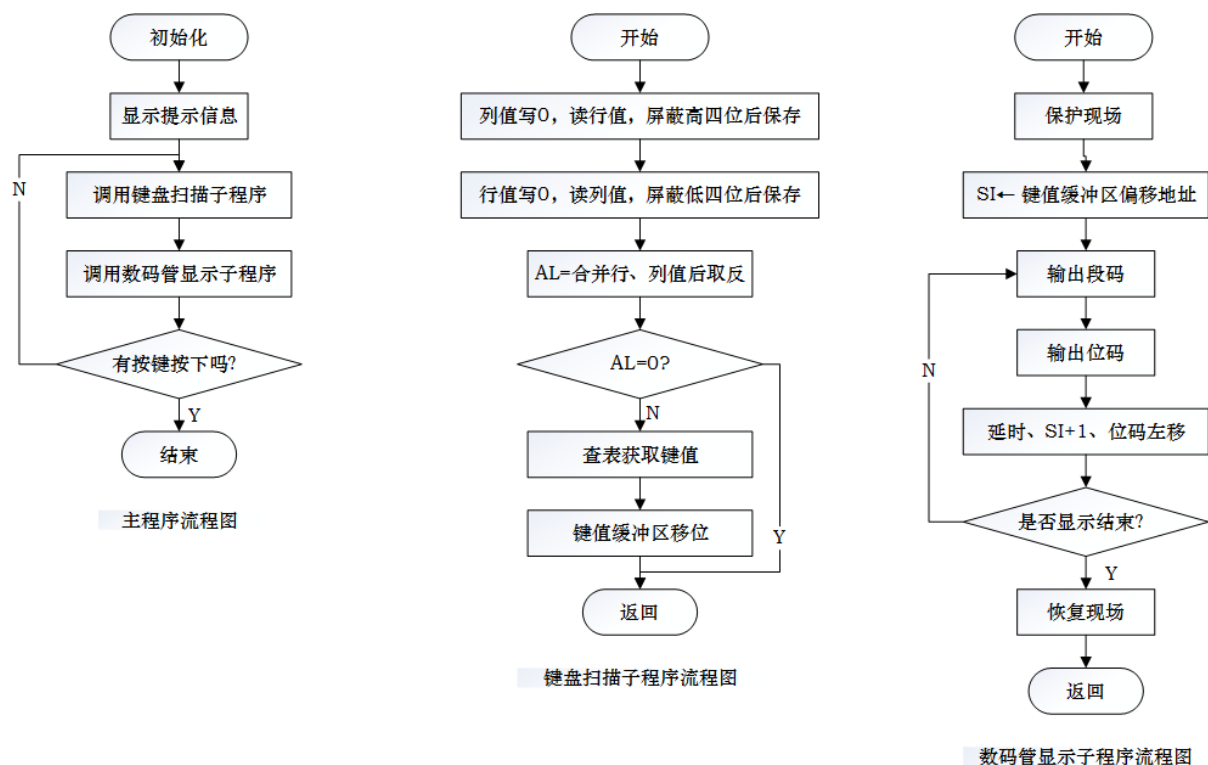 初始化
显示提示信息
N
调用键盘扫描子程序
调用数码管显示子程序
有按键按下吗?
Y
结束
主程序流程图
开始
列值写0，读行值，屏蔽高四位后保存
行值写0，读列值，屏蔽低四位后保存
AL=合并行、列值后取反
AL=0?
N
查表获取键值
键值缓冲区移位
Y
返回
键盘扫描子程序流程图
开始
保护现场
SI← 键值缓冲区偏移地址
输出段码
输出位码
N
延时、SI+1、位码左移
是否显示结束?
Y
恢复现场
返回
数码管显示子程序流程图